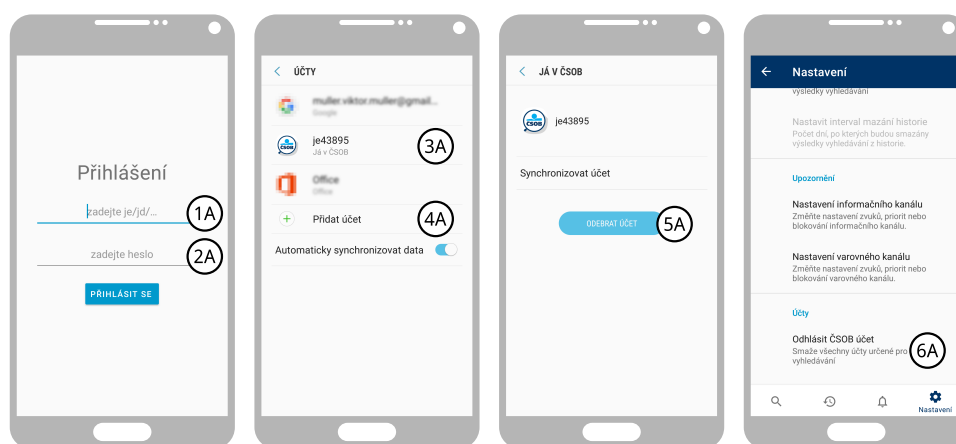 Přihlášení
zadejte je/jd/...
1A
zadejte heslo
2A
PŘIHLÁSIT SE
ÚČTY
muller.viktor.muller@gmail...
Google
ČSOB
je43895
Já v ČSOB
3A
Office
Office
Přidat účet
4A
Automaticky synchronizovat data
JÁ V ČSOB
ČSOB
je43895
Synchronizovat účet
ODEBRAT ÚČET
5A
Nastavení
výsledky vyhledávání
Nastavit interval mazání historie
Počet dní, po kterých budou smazány
výsledky vyhledávání z historie.
Upozornění
Nastavení informačního kanálu
Změňte nastavení zvuků, priorit nebo
blokování informačního kanálu.
Nastavení varovného kanálu
Změňte nastavení zvuků, priorit nebo
blokování varovného kanálu.
Účty
Odhlásit ČSOB účet
Smaže všechny účty určené pro
vyhledávání
6A
Nastavení